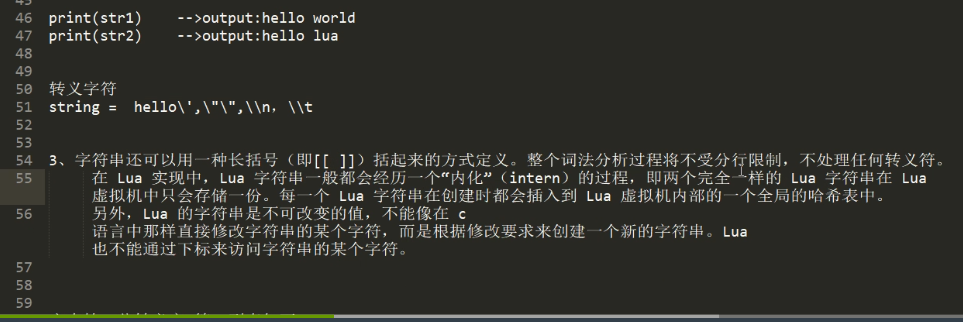 46 print(str1)    -->output:hello world
47 print(str2)    -->output:hello lua
48
49
50 转义字符
51 string =  hello\',\"\",\\n, \\t
52
53
54 3、字符串还可以用一种长括号（即[[ ]]）括起来的方式定义。整个词法分析过程将不受分行限制，不处理任何转义符。
55 在 Lua 实现中，Lua 字符串一般都会经历一个“内化”（intern）的过程，即两个完全一样的 Lua 字符串在 Lua
虚拟机中只会存储一份。每一个 Lua 字符串在创建时都会插入到 Lua 虚拟机内部的一个全局的哈希表中。
56 另外，Lua 的字符串是不可改变的值，不能像在 c
语言中那样直接修改字符串的某个字符，而是根据修改要求来创建一个新的字符串。Lua
也不能通过下标来访问字符串的某个字符。
57
58
59